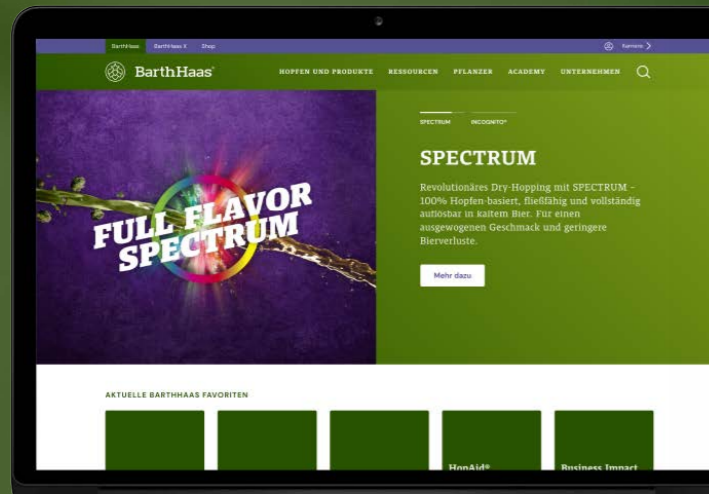 BarthHaas BarthHaas X Shop Karriere
BarthHaas®
HOPFEN UND PRODUKTE RESSOURCEN PFLANZER ACADEMY UNTERNEHMEN
SPECTRUM INCOGNITO®
FULL FLAVOR
SPECTRUM
SPECTRUM
Revolutionäres Dry-Hopping mit SPECTRUM –
100% Hopfen-basiert, fließfähig und vollständig
auflösbar in kaltem Bier. Für einen
ausgewogenen Geschmack und geringere
Bierverluste.
Mehr dazu
AKTUELLE BARTHHAAS FAVORITEN
HopAid®
Business Impact